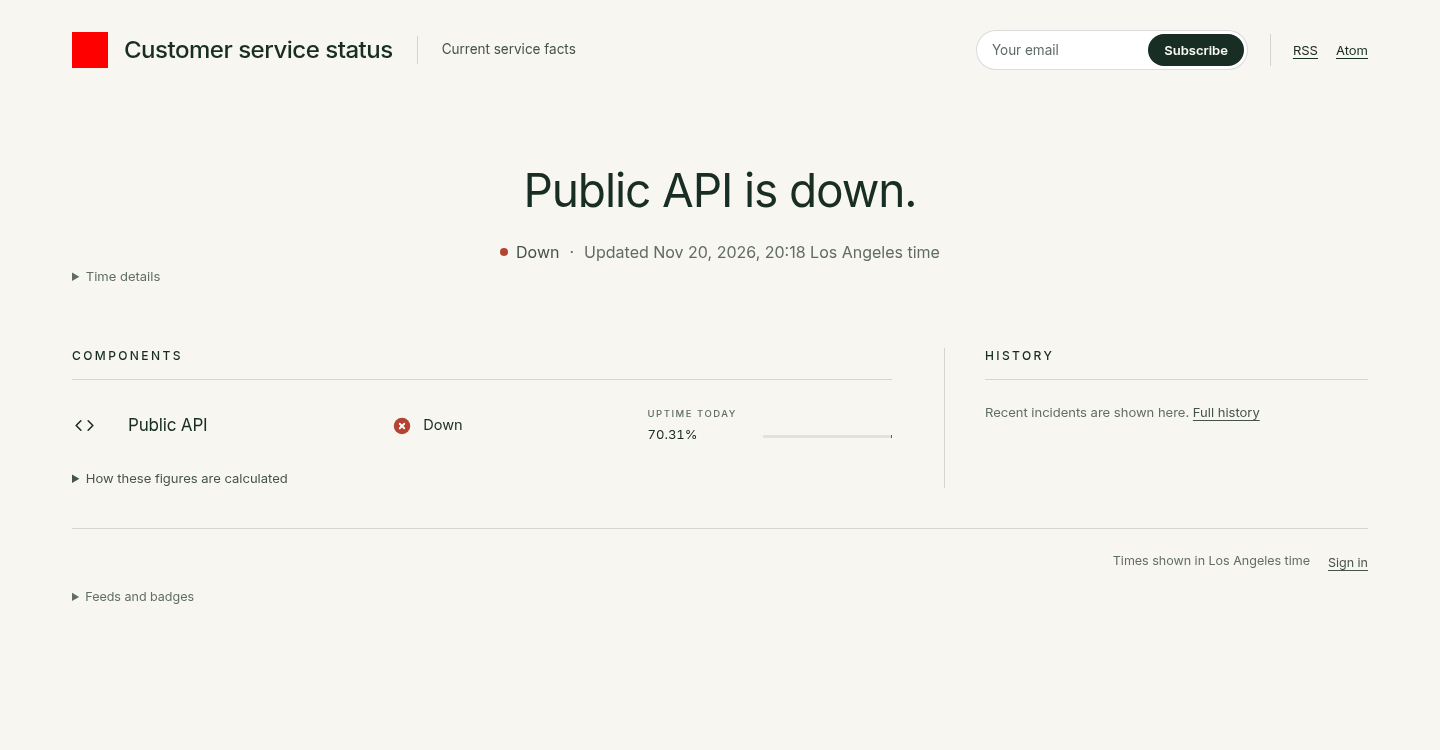 Customer service status
Current service facts
Your email
Subscribe
RSS
Atom
Public API is down.
Down · Updated Nov 20, 2026, 20:18 Los Angeles time
Time details
COMPONENTS
Public API
Down
UPTIME TODAY
70.31%
How these figures are calculated
HISTORY
Recent incidents are shown here. Full history
Times shown in Los Angeles time
Sign in
Feeds and badges